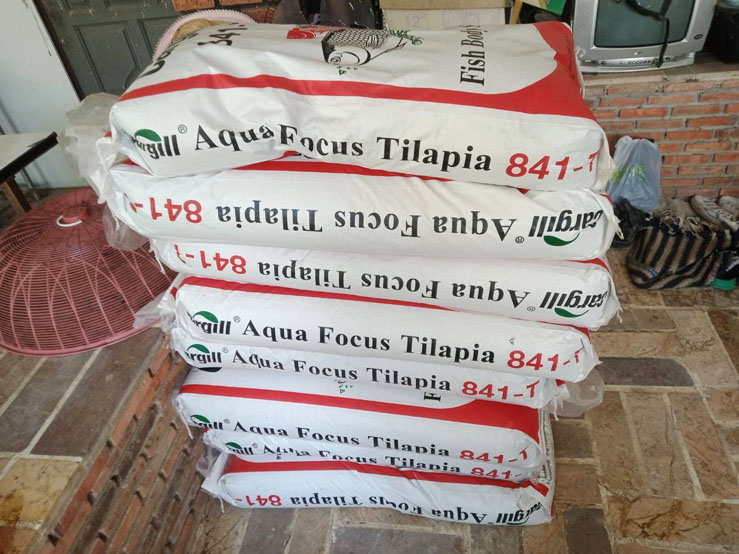 841
Fish Body
Cargill® Aqua Focus Tilapia 841-T
841-T Cargill® Aqua Focus Tilapia
841-T Cargill Aqua Focus Tilapia
Cargill® Aqua Focus Tilapia 841-T
Cargill® Aqua Focus Tilapia 841-T
Cargill® Aqua Focus Tilapia 841-T
Cargill® Aqua Focus Tilapia 841-
841-T Cargill® Aqua Focus Tilapia